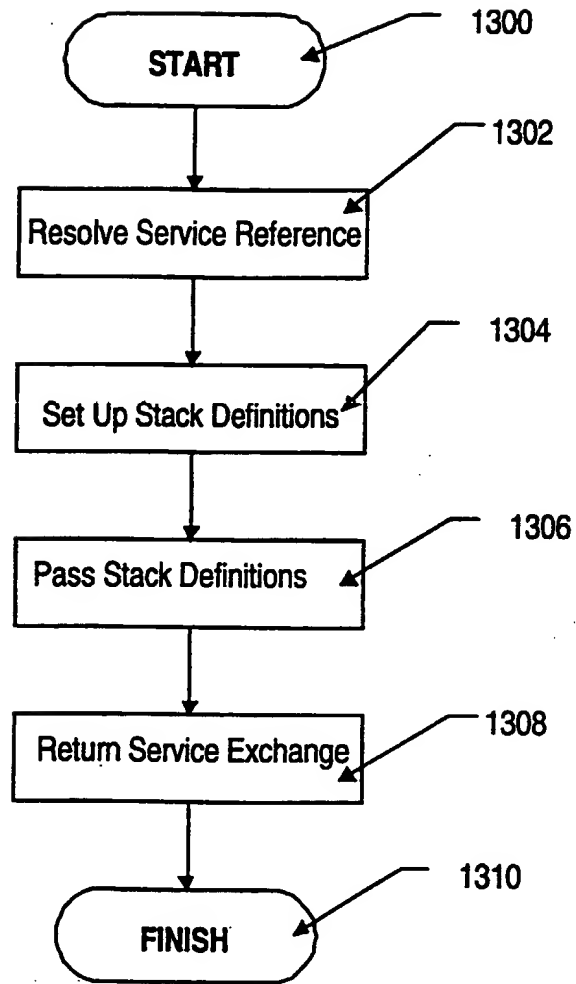 START
1300
1302
Resolve Service Reference
1304
Set Up Stack Definitions
1306
Pass Stack Definitions
1308
Return Service Exchange
1310
FINISH